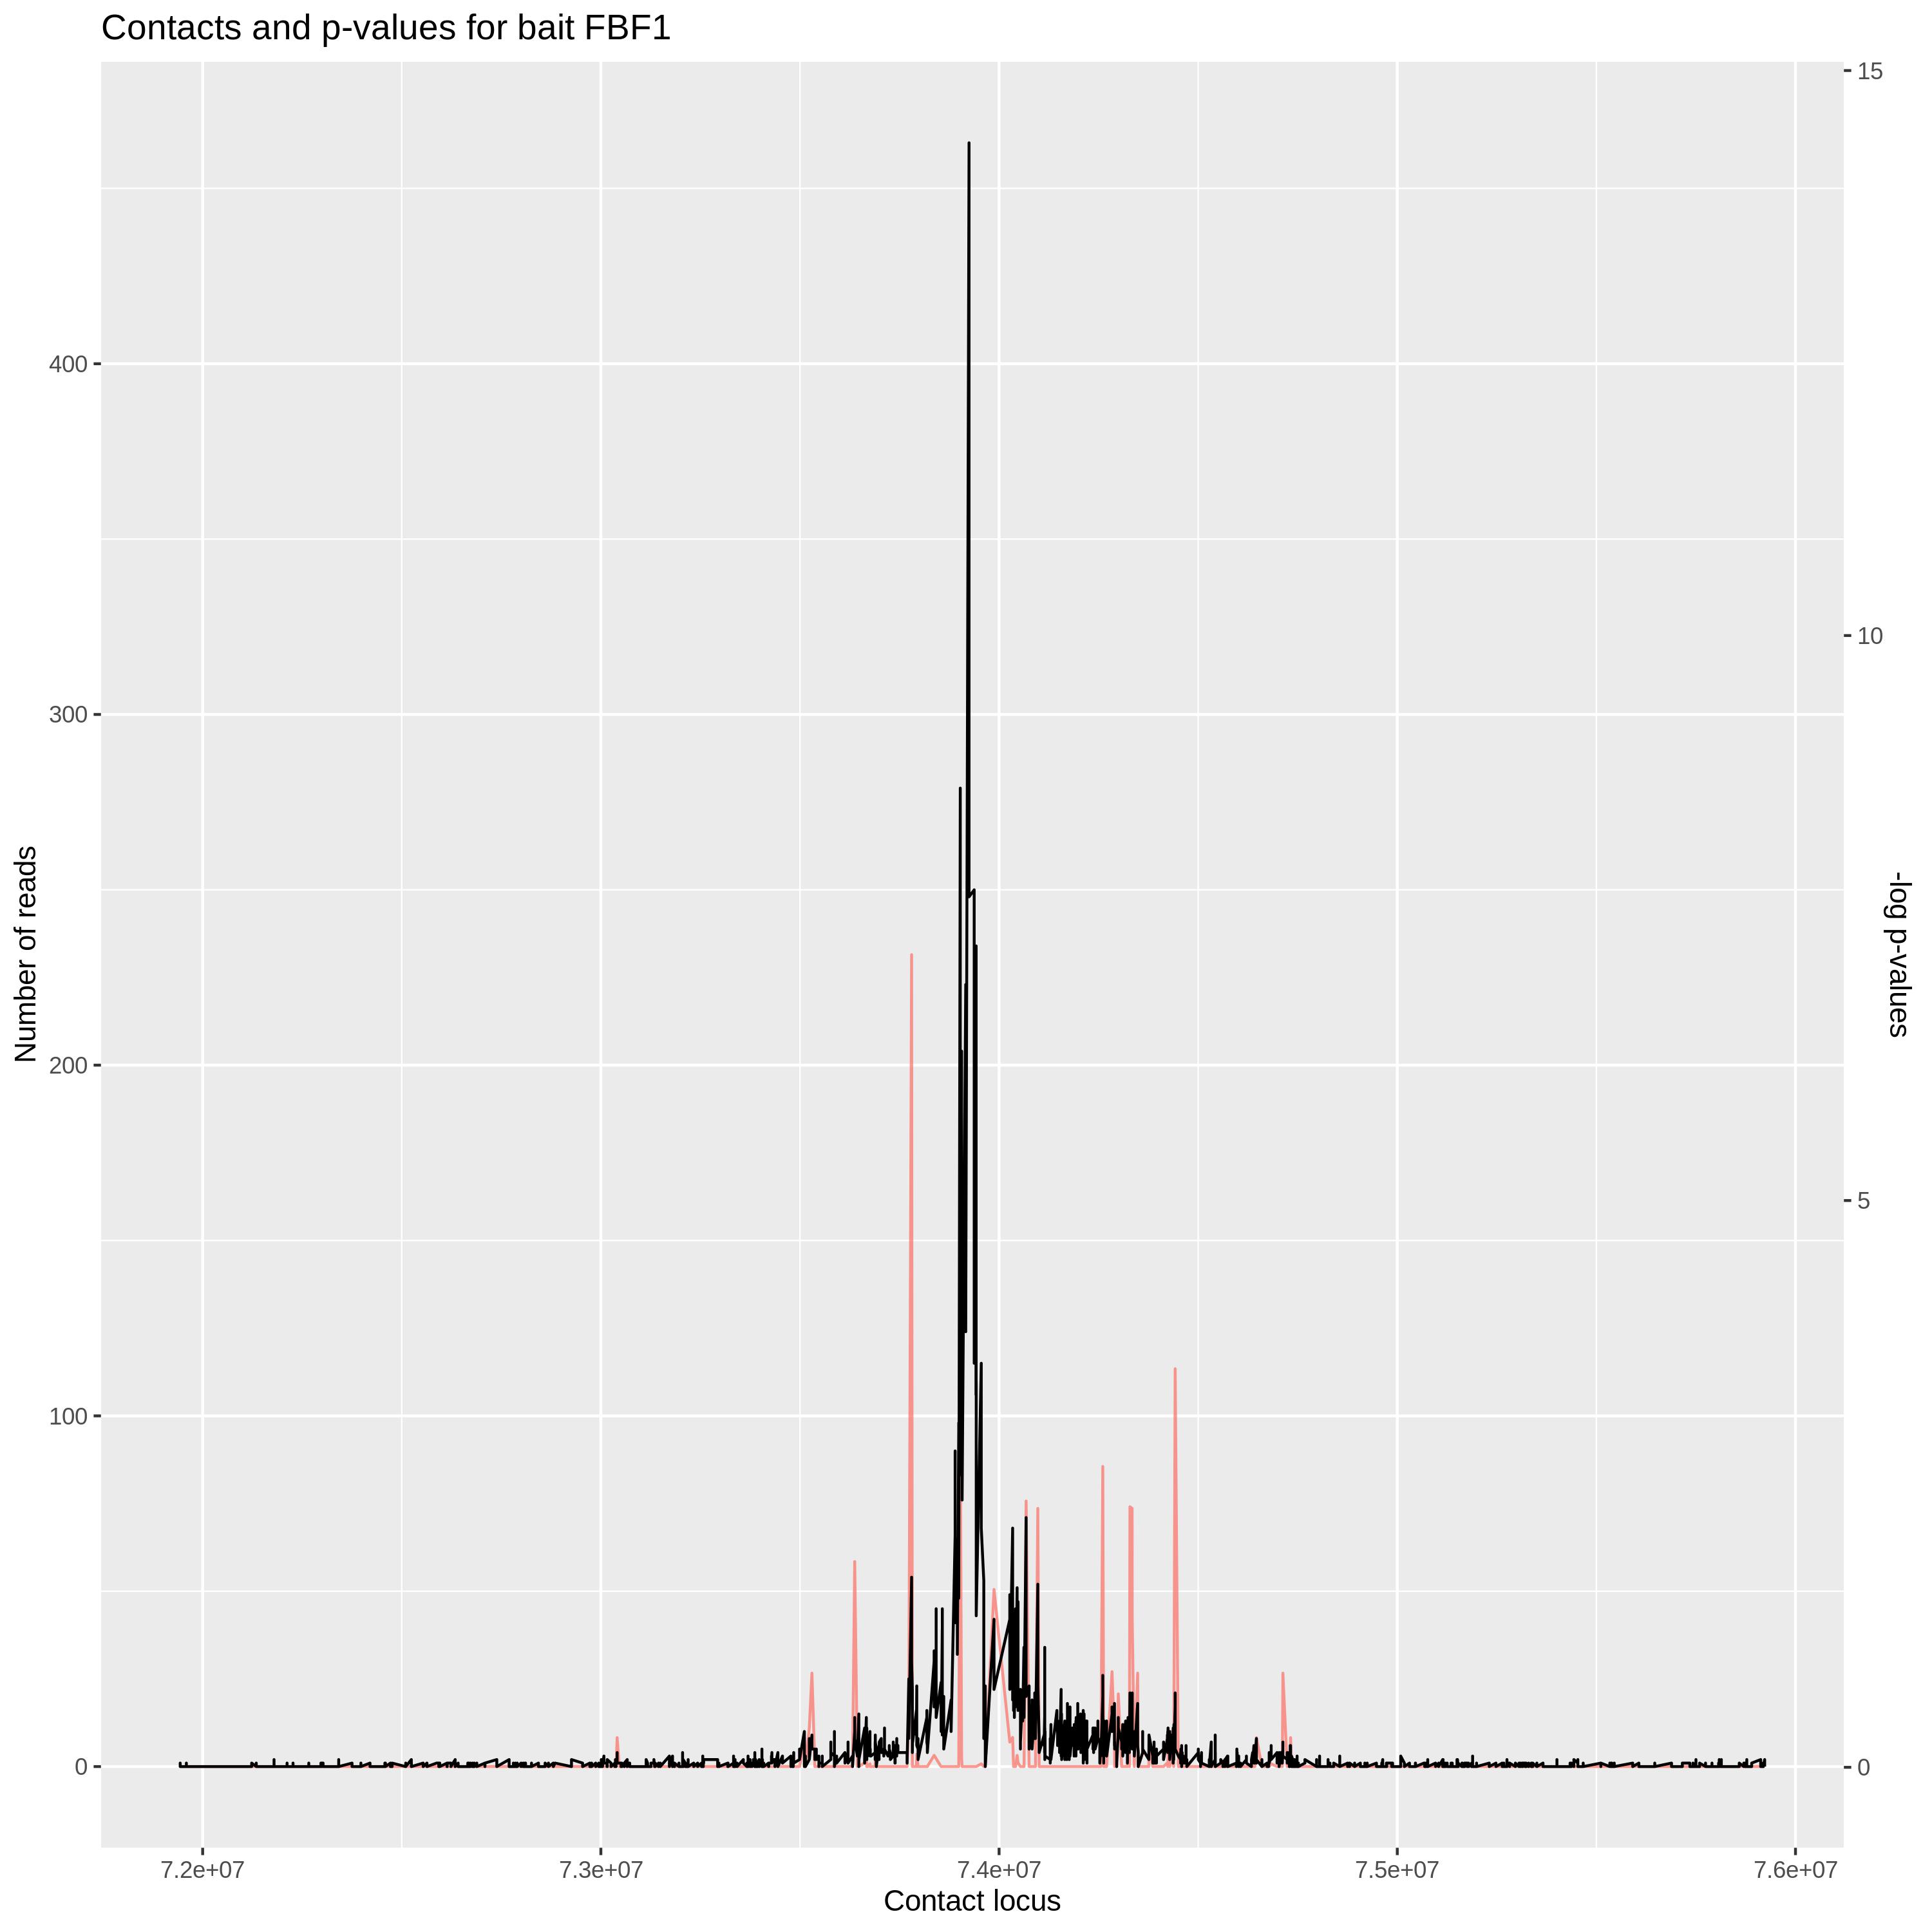 Contacts and p-values for bait FBF1
15
400
10
300
Number of reads
-log p-values
200
5
100
0
0
7.2e+07 7.3e+07 7.4e+07 7.5e+07 7.6e+07
Contact locus